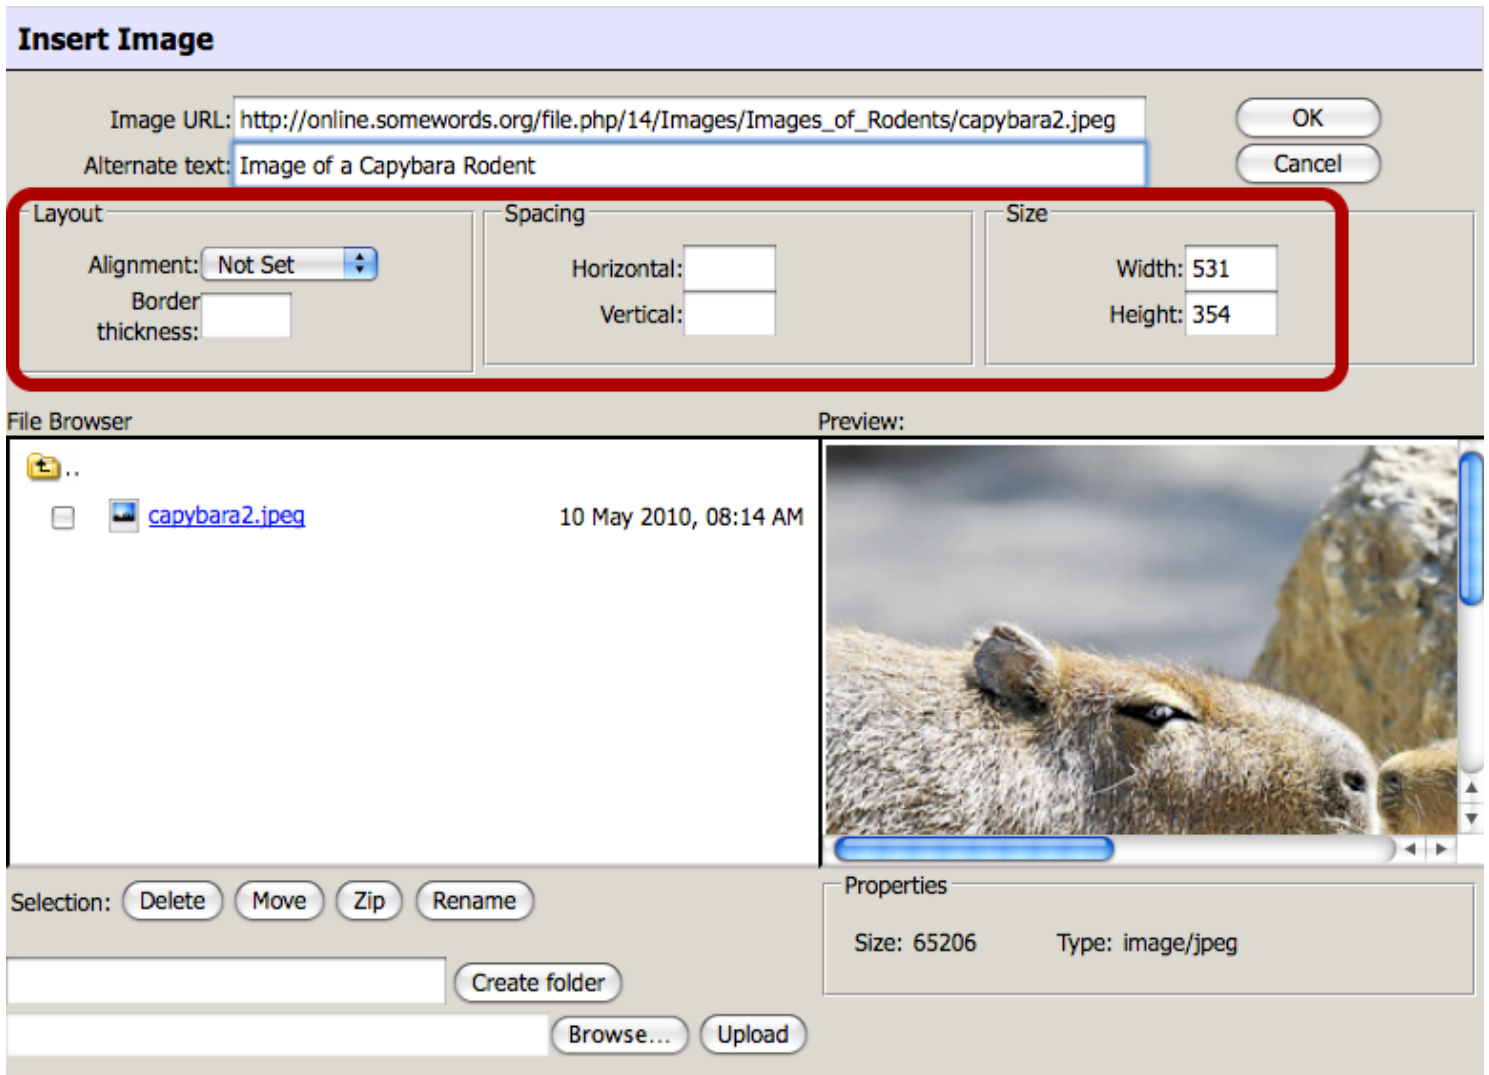 Insert Image
Image URL: http://online.somewords.org/file.php/14/Images/Images_of_Rodents/capybara2.jpeg
OK
Alternate text: Image of a Capybara Rodent
Cancel
Layout
Alignment: Not Set
Border
thickness:
Spacing
Horizontal:
Vertical:
Size
Width: 531
Height: 354
File Browser
..
capybara2.jpeg 10 May 2010, 08:14 AM
Preview:
Selection: Delete Move Zip Rename
Create folder
Browse... Upload
Properties
Size: 65206 Type: image/jpeg